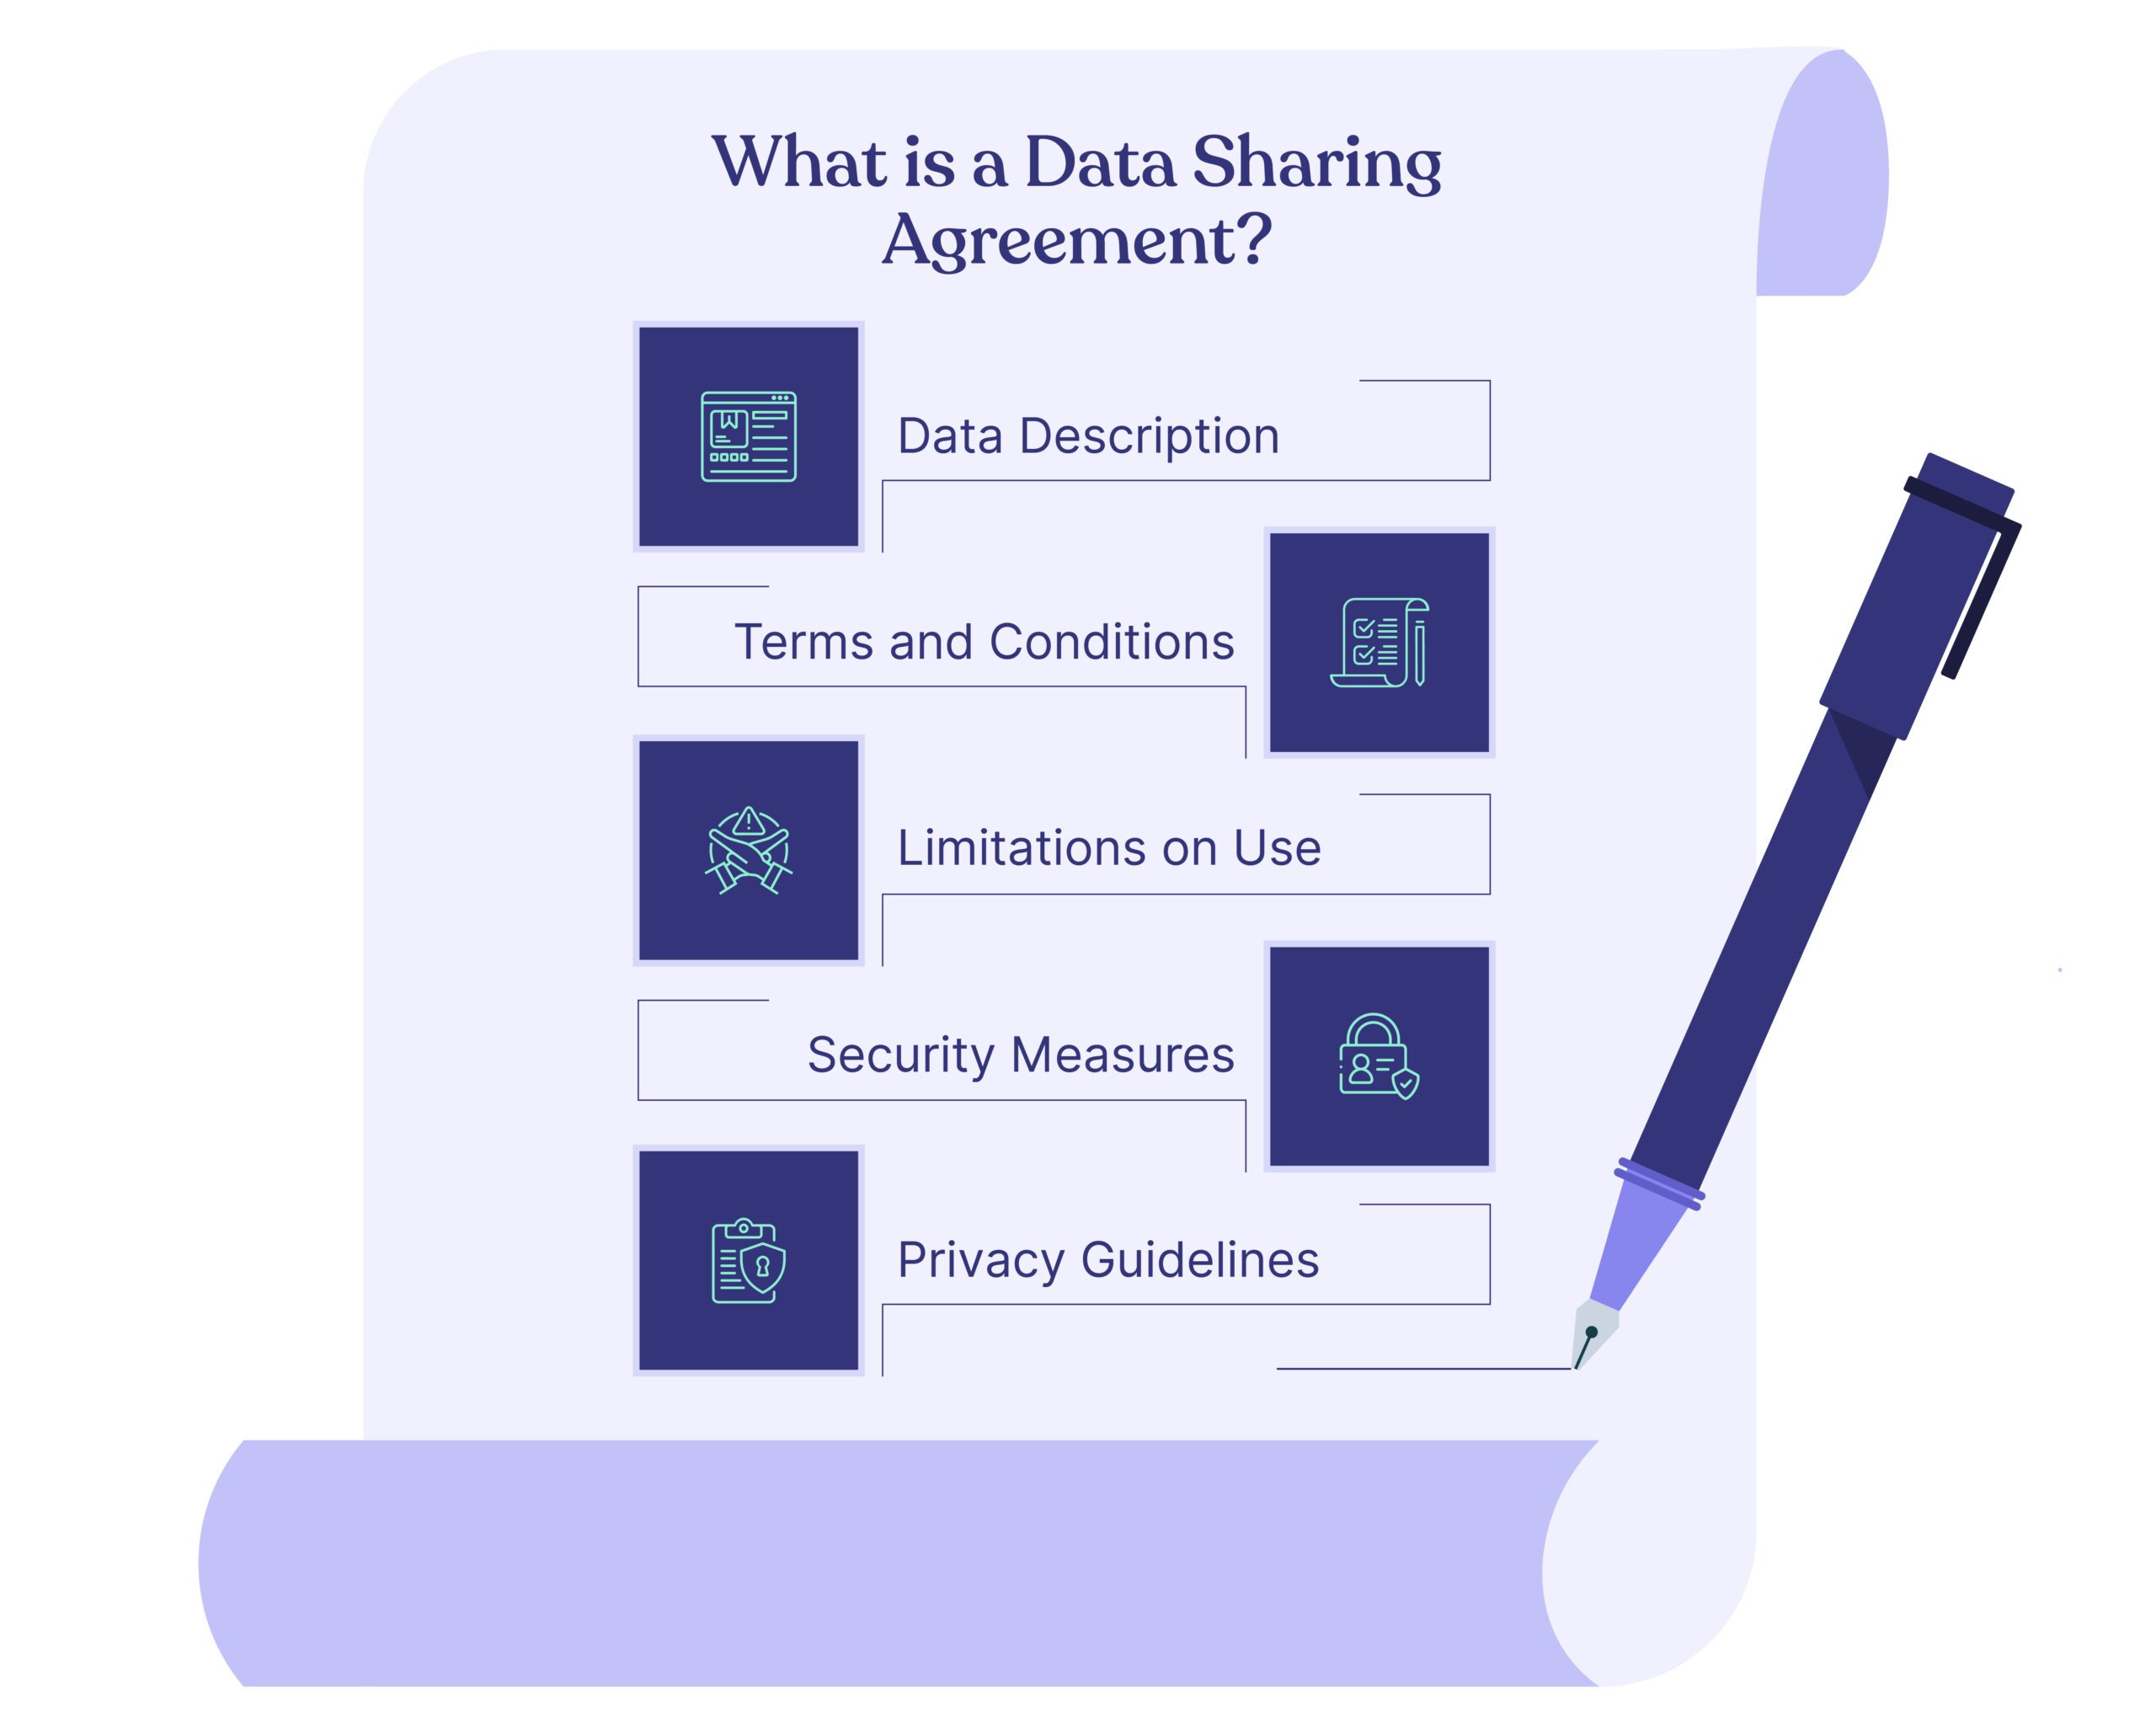 What is a Data Sharing
Agreement?
Data Description
Terms and Conditions
Limitations on Use
Security Measures
Privacy Guidelines